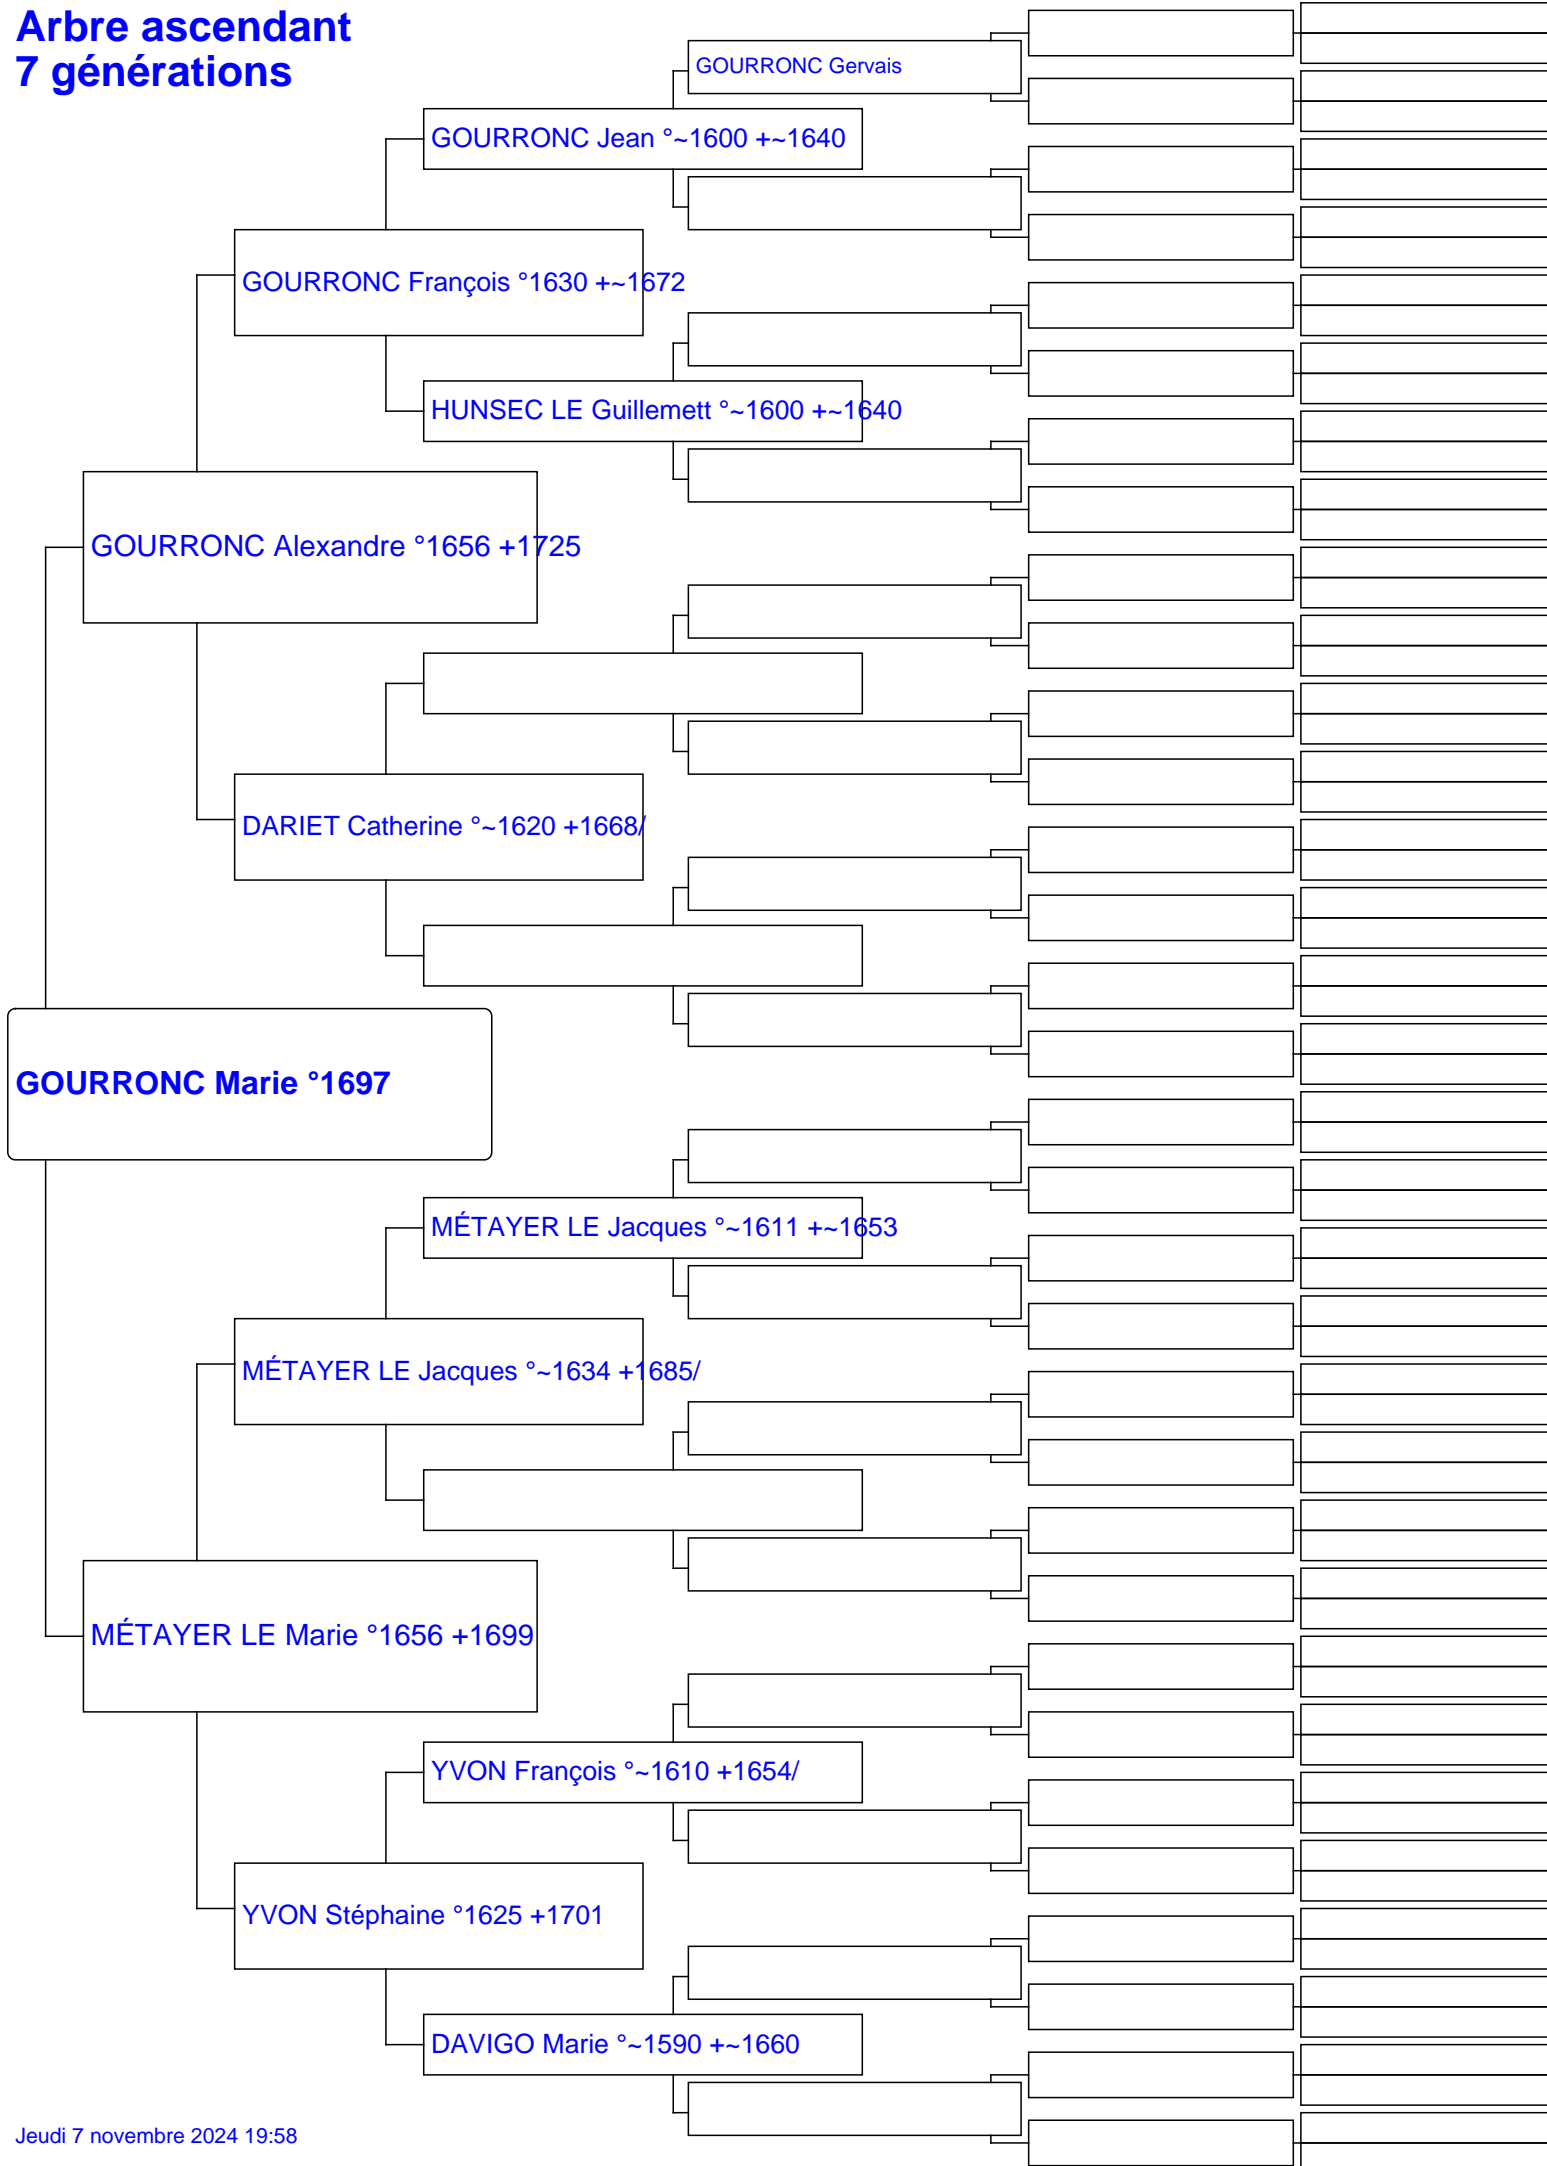 Arbre ascendant
7 générations
GOURRONC Gervais
GOURRONC Jean °~1600 +~1640
GOURRONC François °1630 +~1672
HUNSEC LE Guillemett °~1600 +~1640
GOURRONC Alexandre °1656 +1725
DARIET Catherine °~1620 +1668/
GOURRONC Marie °1697
MÉTAYER LE Jacques °~1611 +~1653
MÉTAYER LE Jacques °~1634 +1685/
MÉTAYER LE Marie °1656 +1699
YVON François °~1610 +1654/
YVON Stéphaine °1625 +1701
DAVIGO Marie °~1590 +~1660
Jeudi 7 novembre 2024 19:58